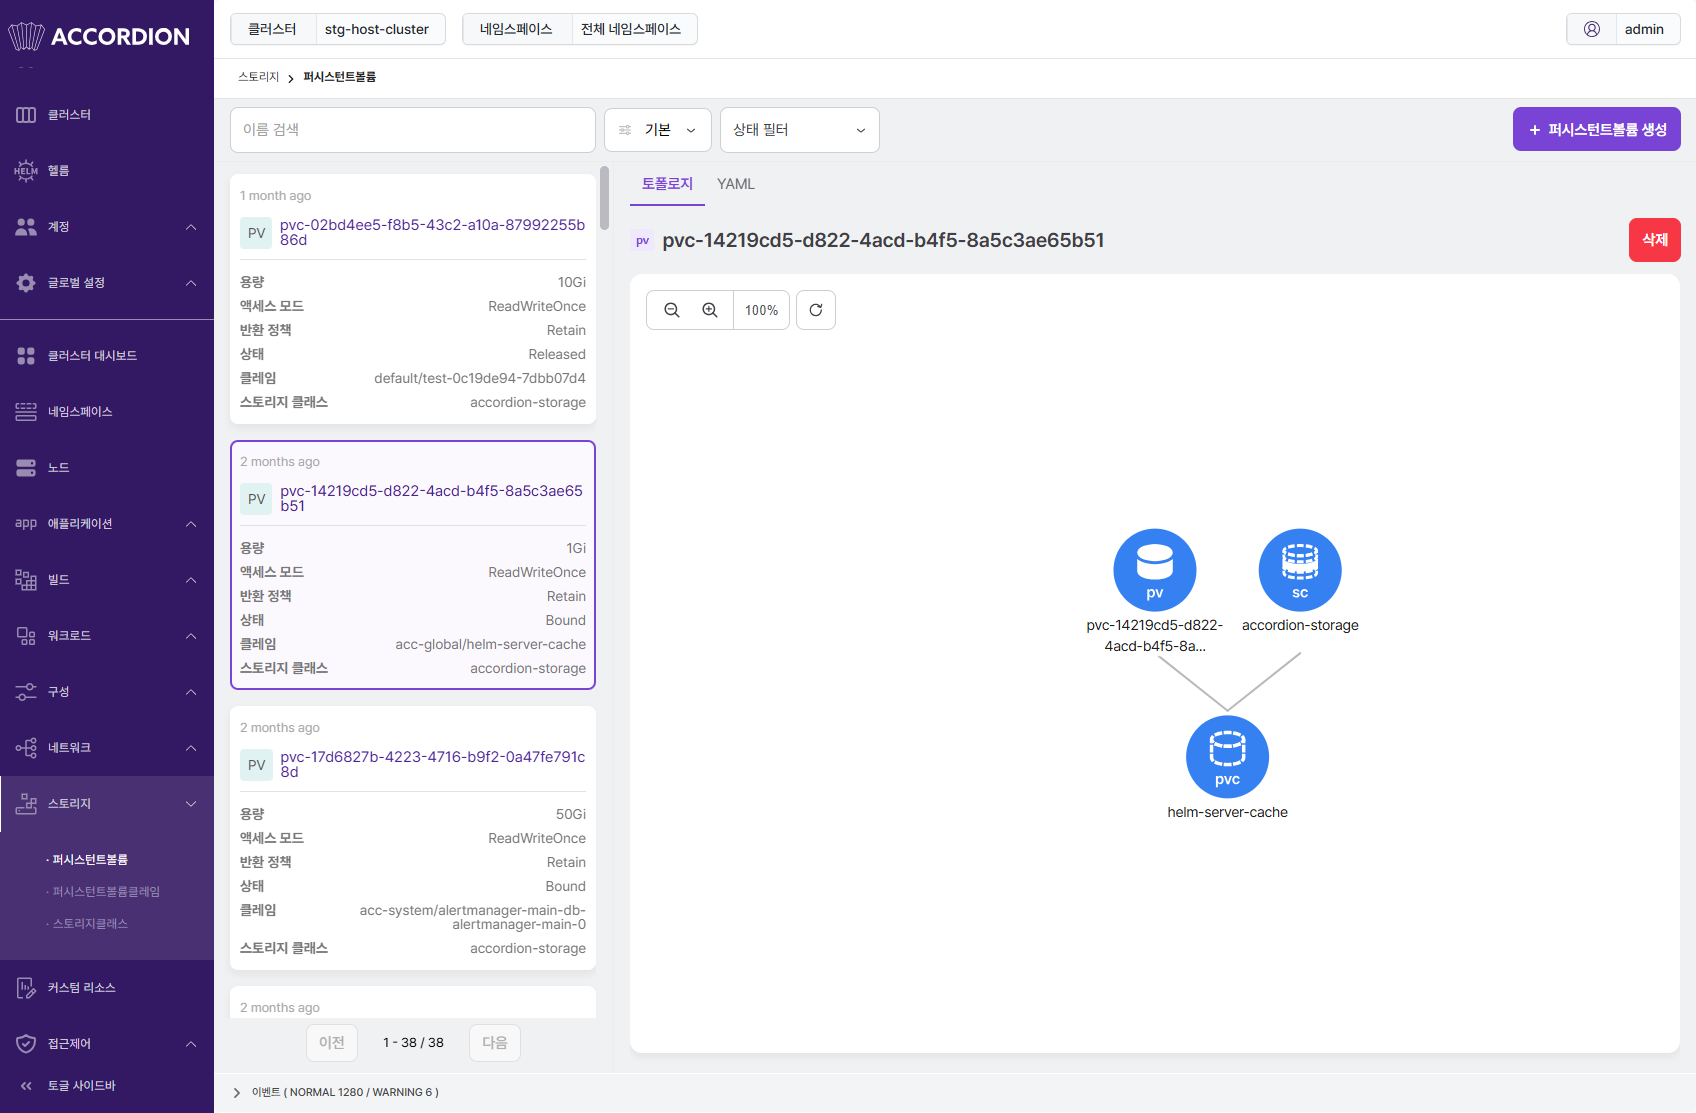 ACCORDION
클러스터
헬름
HELM
계정
글로벌 설정
클러스터 대시보드
네임스페이스
노드
app 애플리케이션
빌드
워크로드
구성
네트워크
스토리지
· 퍼시스턴트볼륨
· 퍼시스턴트볼륨클레임
· 스토리지클래스
커스텀 리소스
접근제어
토글 사이드바
클러스터 stg-host-cluster
네임스페이스 전체 네임스페이스
admin
스토리지 > 퍼시스턴트볼륨
이름 검색
기본
상태 필터
+ 퍼시스턴트볼륨 생성
1 month ago
PV
pvc-02bd4ee5-f8b5-43c2-a10a-87992255b
86d
용량 10Gi
액세스 모드 ReadWriteOnce
반환 정책 Retain
상태 Released
클레임 default/test-0c19de94-7dbb07d4
스토리지 클래스 accordion-storage
2 months ago
PV
pvc-14219cd5-d822-4acd-b4f5-8a5c3ae65
b51
용량 1Gi
액세스 모드 ReadWriteOnce
반환 정책 Retain
상태 Bound
클레임 acc-global/helm-server-cache
스토리지 클래스 accordion-storage
2 months ago
PV
pvc-17d6827b-4223-4716-b9f2-0a47fe791c
8d
용량 50Gi
액세스 모드 ReadWriteOnce
반환 정책 Retain
상태 Bound
클레임 acc-system/alertmanager-main-db-
alertmanager-main-0
스토리지 클래스 accordion-storage
2 months ago
이전 1 - 38 / 38 다음
토폴로지 YAML
pv pvc-14219cd5-d822-4acd-b4f5-8a5c3ae65b51
삭제
100%
pv
pvc-14219cd5-d822-
4acd-b4f5-8a...
sc
accordion-storage
pvc
helm-server-cache
이벤트 ( NORMAL 1280 / WARNING 6 )